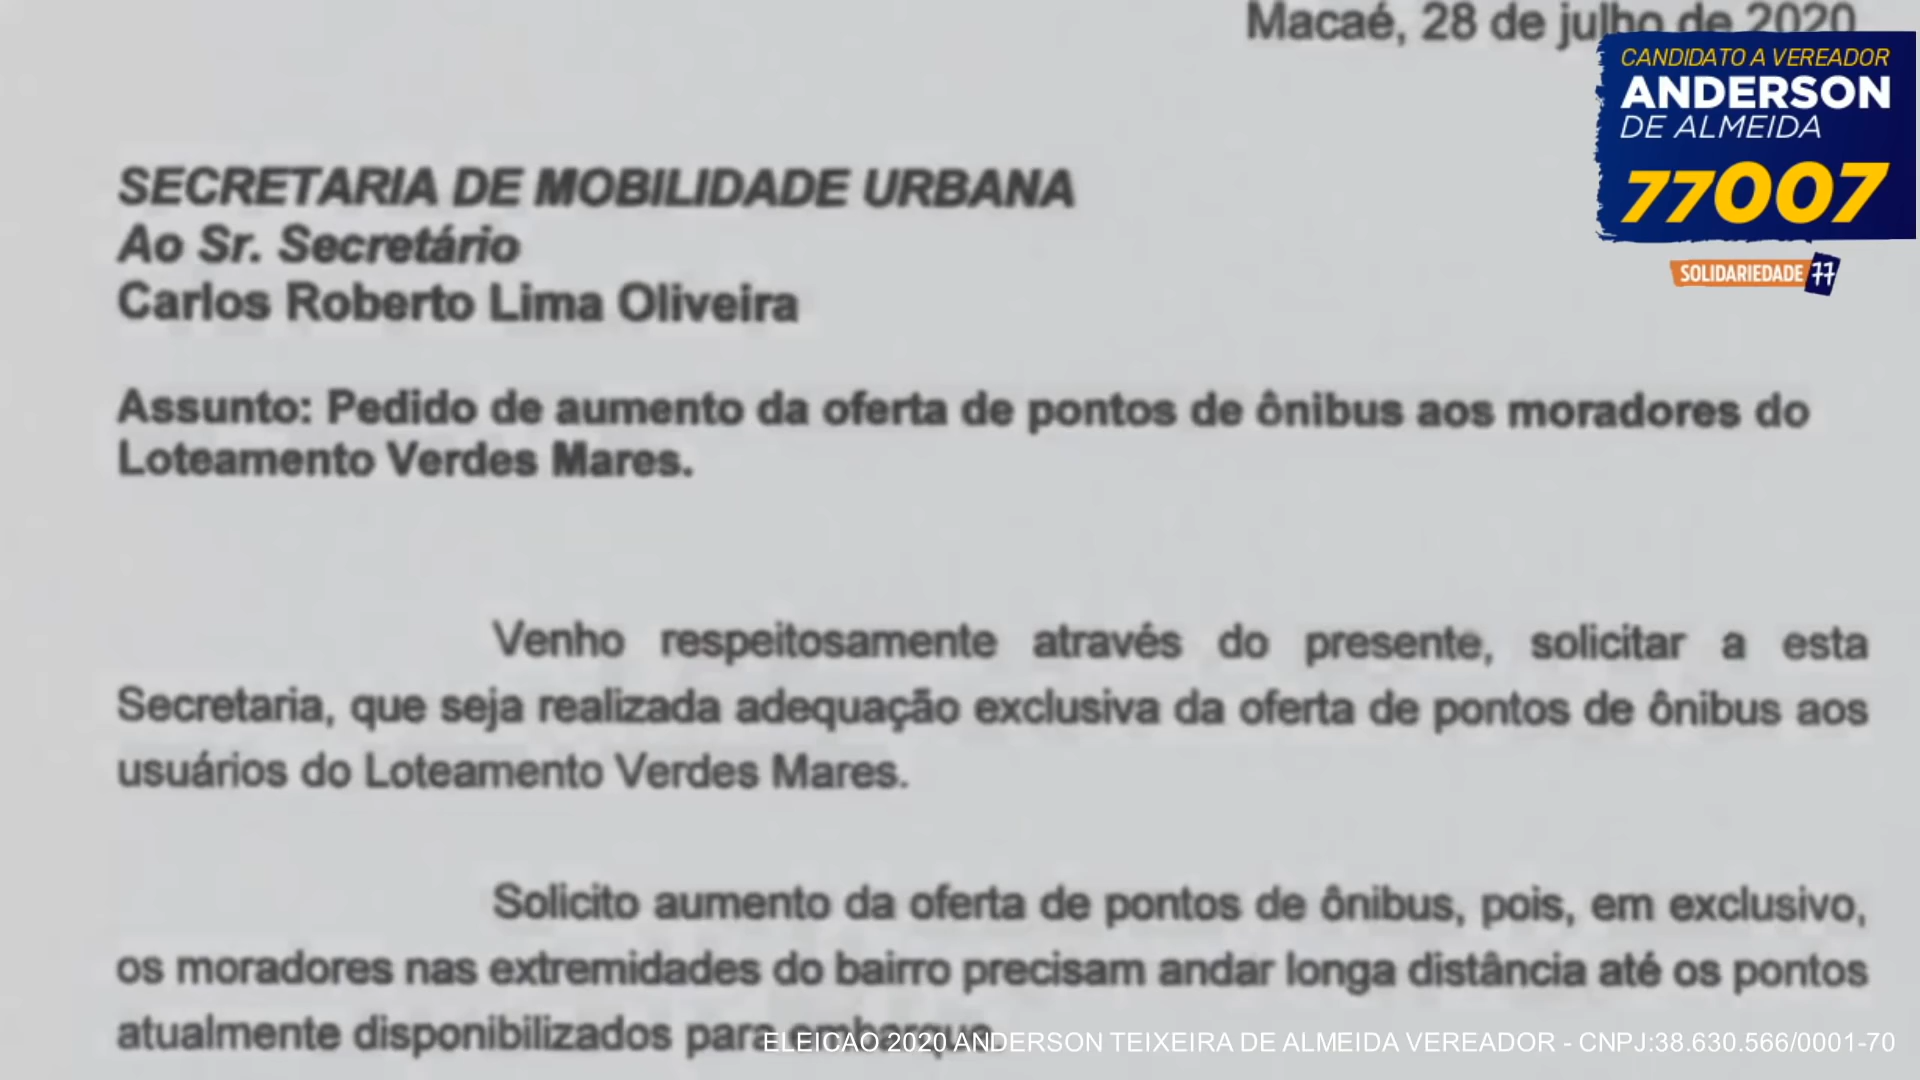 Macaé, 28 de julho de 2020
CANDIDATO A VEREADOR
ANDERSON
DE ALMEIDA
77007
SOLIDARIEDADE 77
SECRETARIA DE MOBILIDADE URBANA
Ao Sr. Secretário
Carlos Roberto Lima Oliveira
Assunto: Pedido de aumento da oferta de pontos de ônibus aos moradores do
Loteamento Verdes Mares.
Venho respeitosamente através do presente, solicitar a esta
Secretaria, que seja realizada adequação exclusiva da oferta de pontos de ônibus aos
usuários do Loteamento Verdes Mares.
Solicito aumento da oferta de pontos de ônibus, pois, em exclusivo,
os moradores nas extremidades do bairro precisam andar longa distância até os pontos
atualmente disponibilizados para embarque.
ELEICAO 2020 ANDERSON TEIXEIRA DE ALMEIDA VEREADOR - CNPJ:38.630.566/0001-70